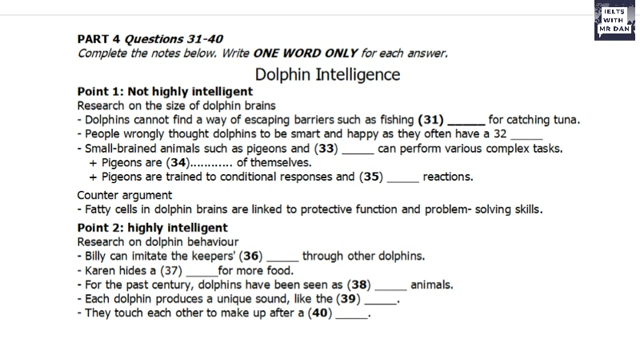 IELTS
WITH
MR DAN
PART 4 Questions 31-40
Complete the notes below. Write ONE WORD ONLY for each answer.
Dolphin Intelligence
Point 1: Not highly intelligent
Research on the size of dolphin brains
- Dolphins cannot find a way of escaping barriers such as fishing (31) ______ for catching tuna.
- People wrongly thought dolphins to be smart and happy as they often have a 32 _____
- Small-brained animals such as pigeons and (33) _____ can perform various complex tasks.
+ Pigeons are (34)............ of themselves.
+ Pigeons are trained to conditional responses and (35) _____ reactions.
Counter argument
- Fatty cells in dolphin brains are linked to protective function and problem- solving skills.
Point 2: highly intelligent
Research on dolphin behaviour
- Billy can imitate the keepers' (36) _____ through other dolphins.
- Karen hides a (37) _____for more food.
- For the past century, dolphins have been seen as (38) _____ animals.
- Each dolphin produces a unique sound, like the (39) _____.
- They touch each other to make up after a (40) _____.